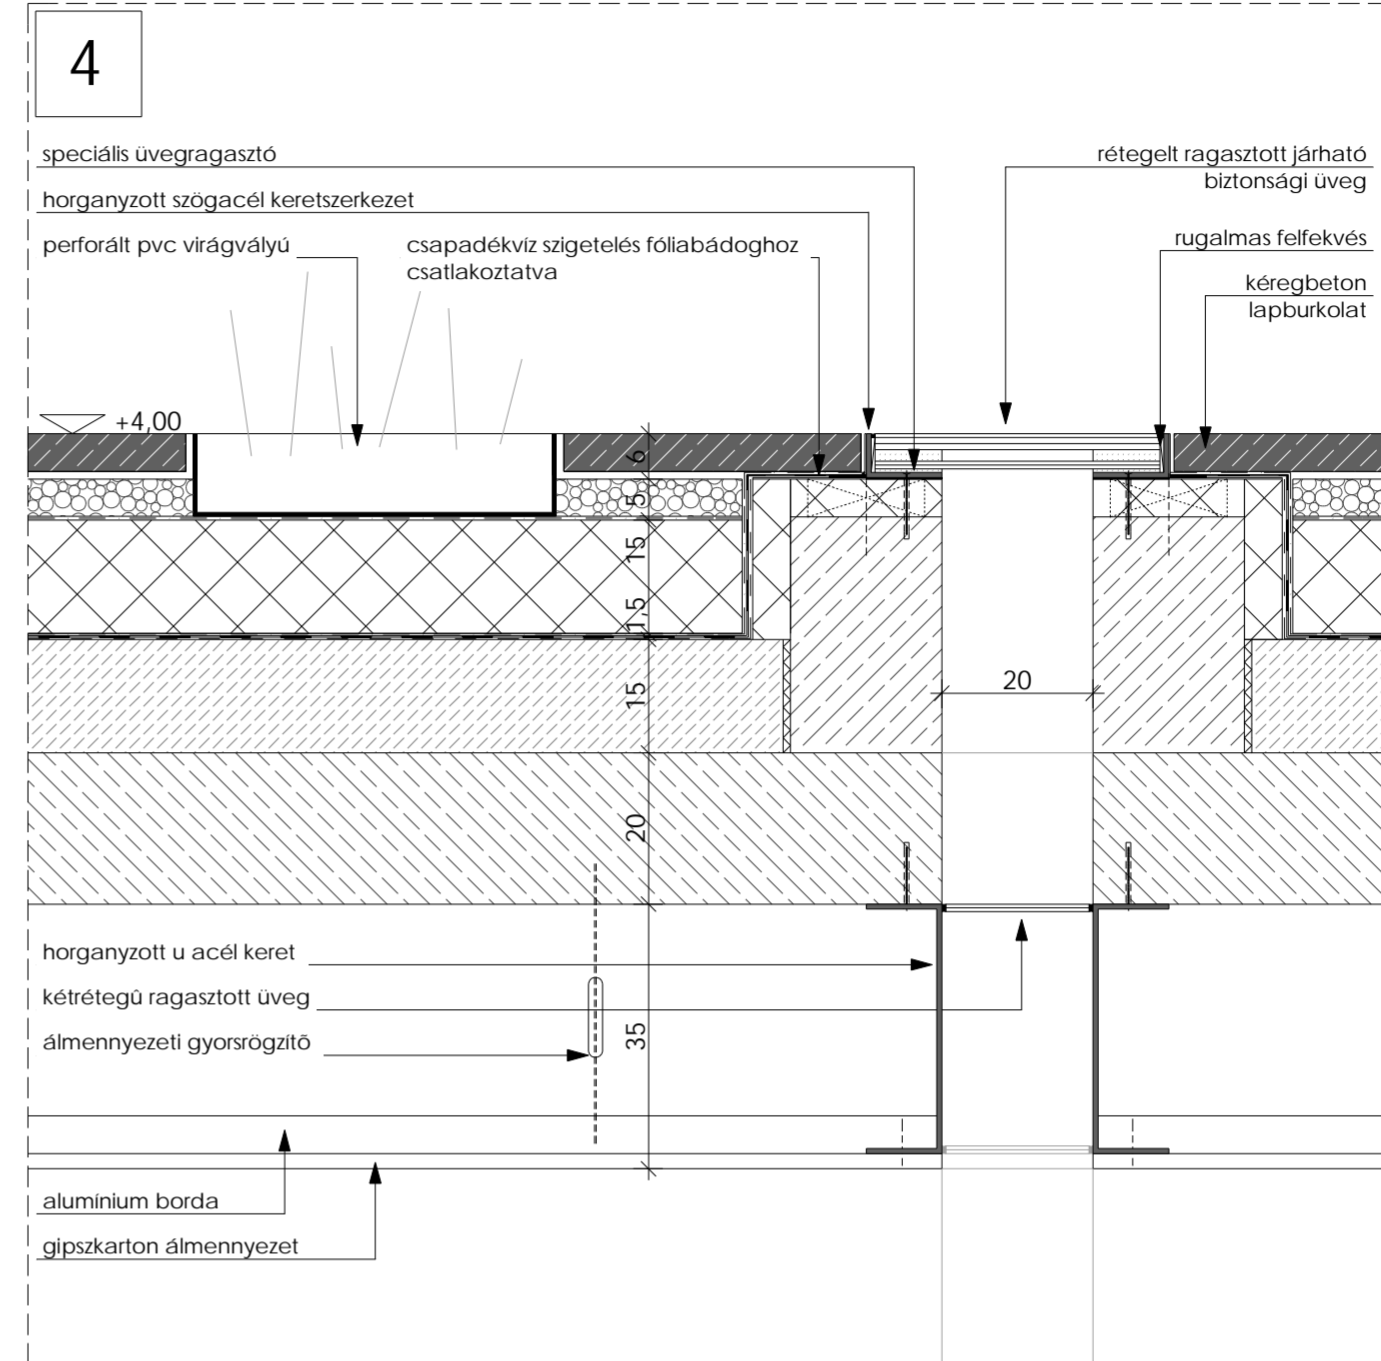 4
speciális üvegragasztó
horganyzott szögacél keretszerkezet
perforált pvc virágvályú
csapadékvíz szigetelés fóliabádoghoz
csatlakoztatva
rétegelt ragasztott járható
biztonsági üveg
rugalmas felfekvés
kéregbeton
lapburkolat
+4,00
6
5
15
1,5
15
20
20
35
horganyzott u acél keret
kétrétegû ragasztott üveg
álmennyezeti gyorsrögzítõ
alumínium borda
gipszkarton álmennyezet